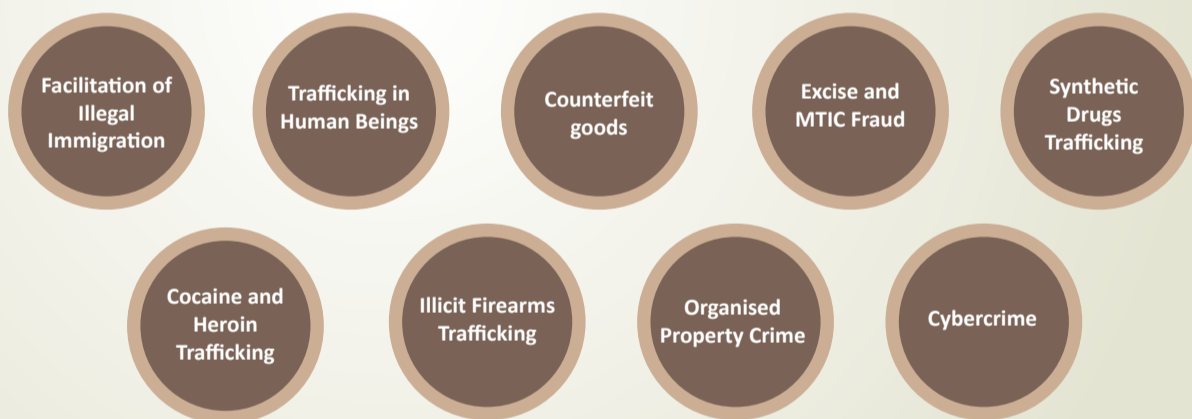 Facilitation of
Illegal
Immigration
Trafficking in
Human Beings
Counterfeit
goods
Excise and
MTIC Fraud
Synthetic
Drugs
Trafficking
Cocaine and
Heroin
Trafficking
Illicit Firearms
Trafficking
Organised
Property Crime
Cybercrime